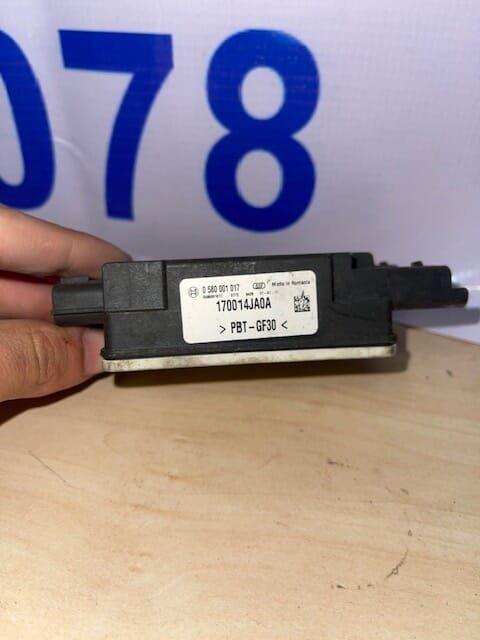 078
0 580 001 017
Made in Romania
170014JA0A
> PBT-GF30 <